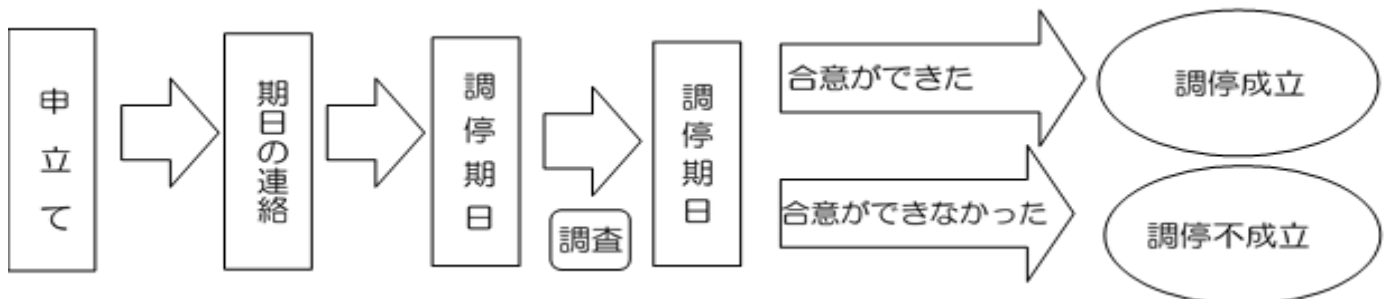 申立て
期日の連絡
調停期日
調査
調停期日
合意ができた
調停成立
合意ができなかった
調停不成立